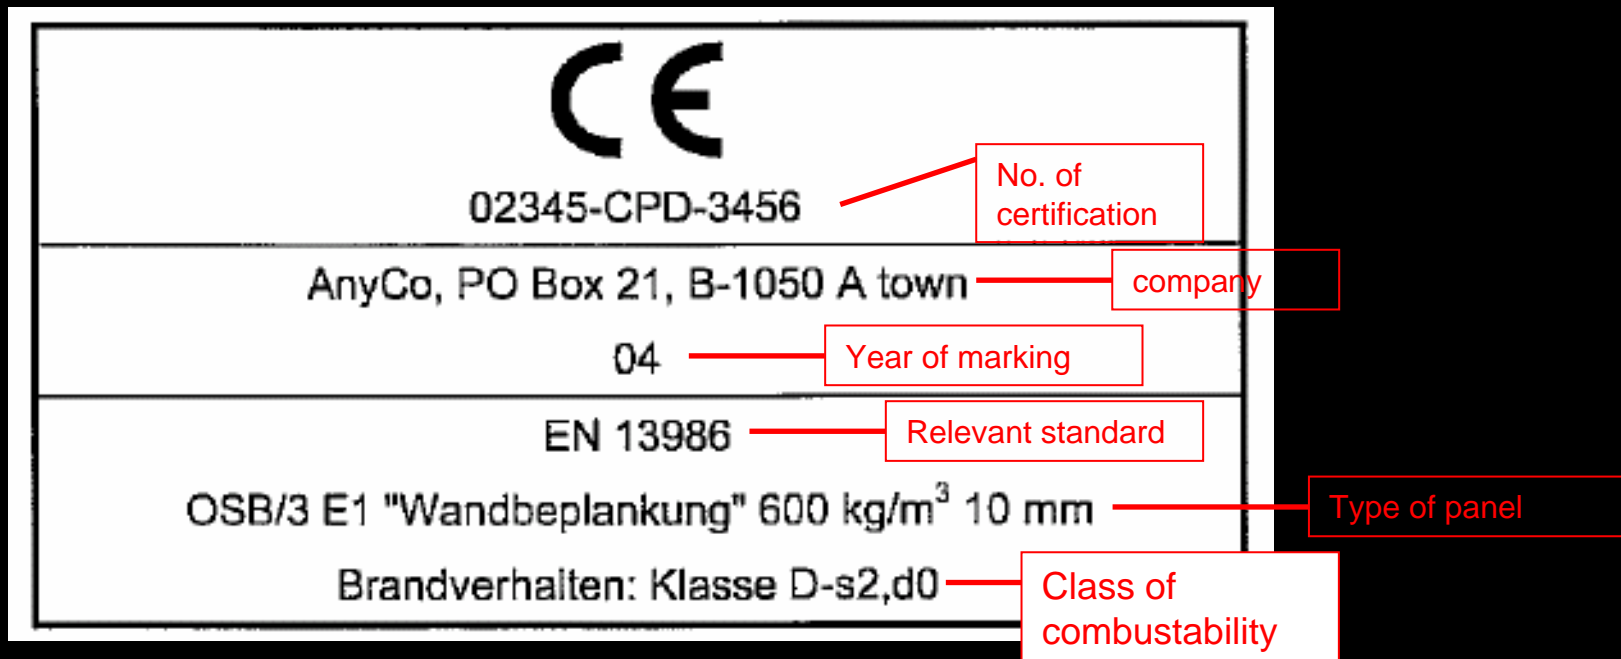 CE
02345-CPD-3456
No. of
certification
AnyCo, PO Box 21, B-1050 A town
company
04
Year of marking
EN 13986
Relevant standard
OSB/3 E1 "Wandbeplankung" 600 kg/m³ 10 mm
Type of panel
Brandverhalten: Klasse D-s2,d0
Class of
combustability